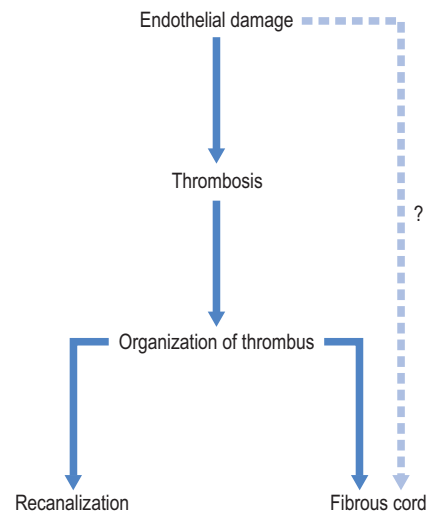 Endothelial damage
Thrombosis
?
Organization of thrombus
Recanalization
Fibrous cord